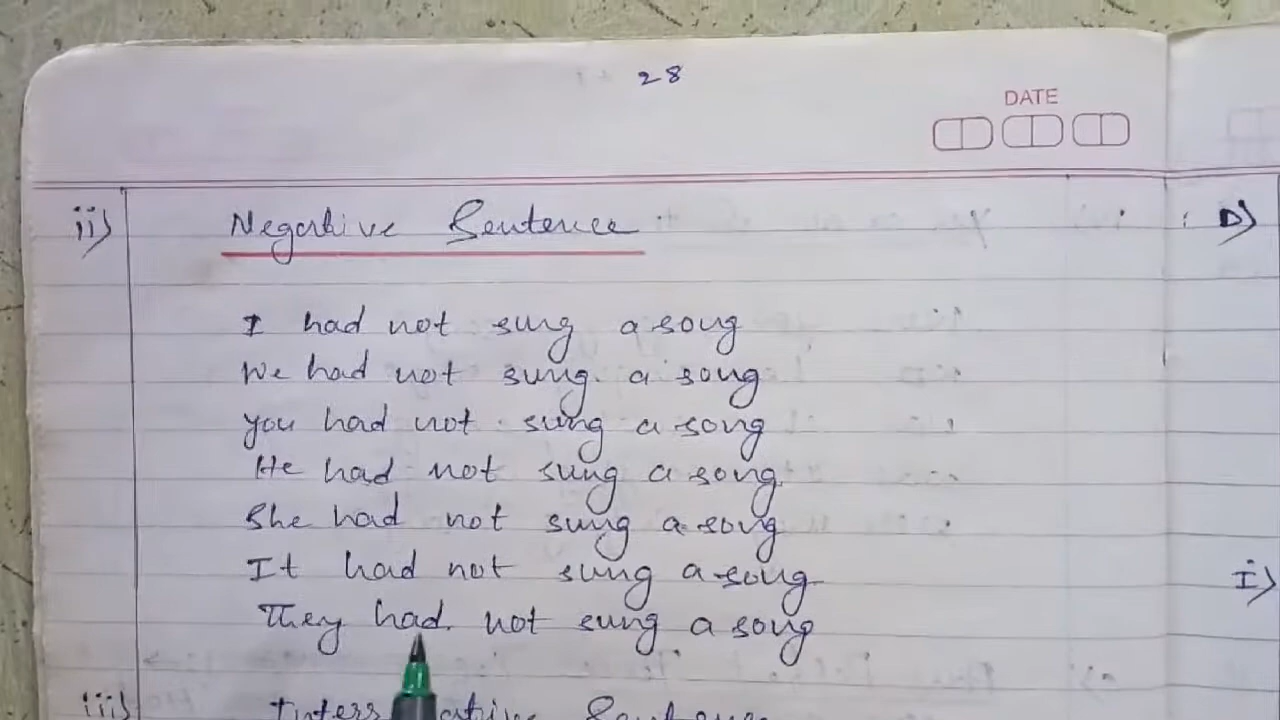 28
DATE
ii) Negative Sentence
D)
I had not sung a song
We had not sung a song
You had not sung a song
He had not sung a song
She had not sung a song
It had not sung a song
I)
They had not sung a song
iii)